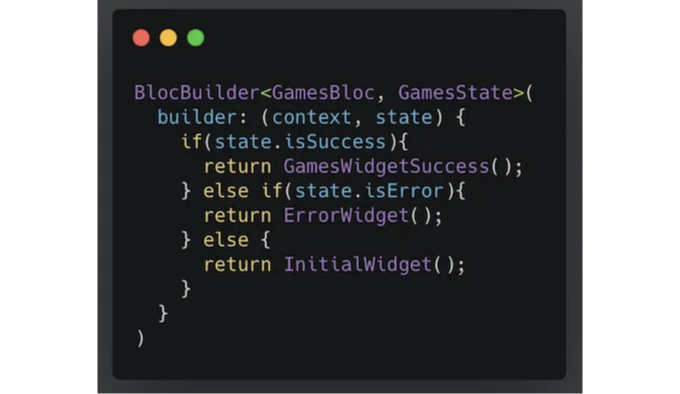 BlocBuilder<GamesBloc, GamesState>(
  builder: (context, state) {
    if(state.isSuccess){
      return GamesWidgetSuccess();
    } else if(state.isError){
      return ErrorWidget();
    } else {
      return InitialWidget();
    }
  }
)